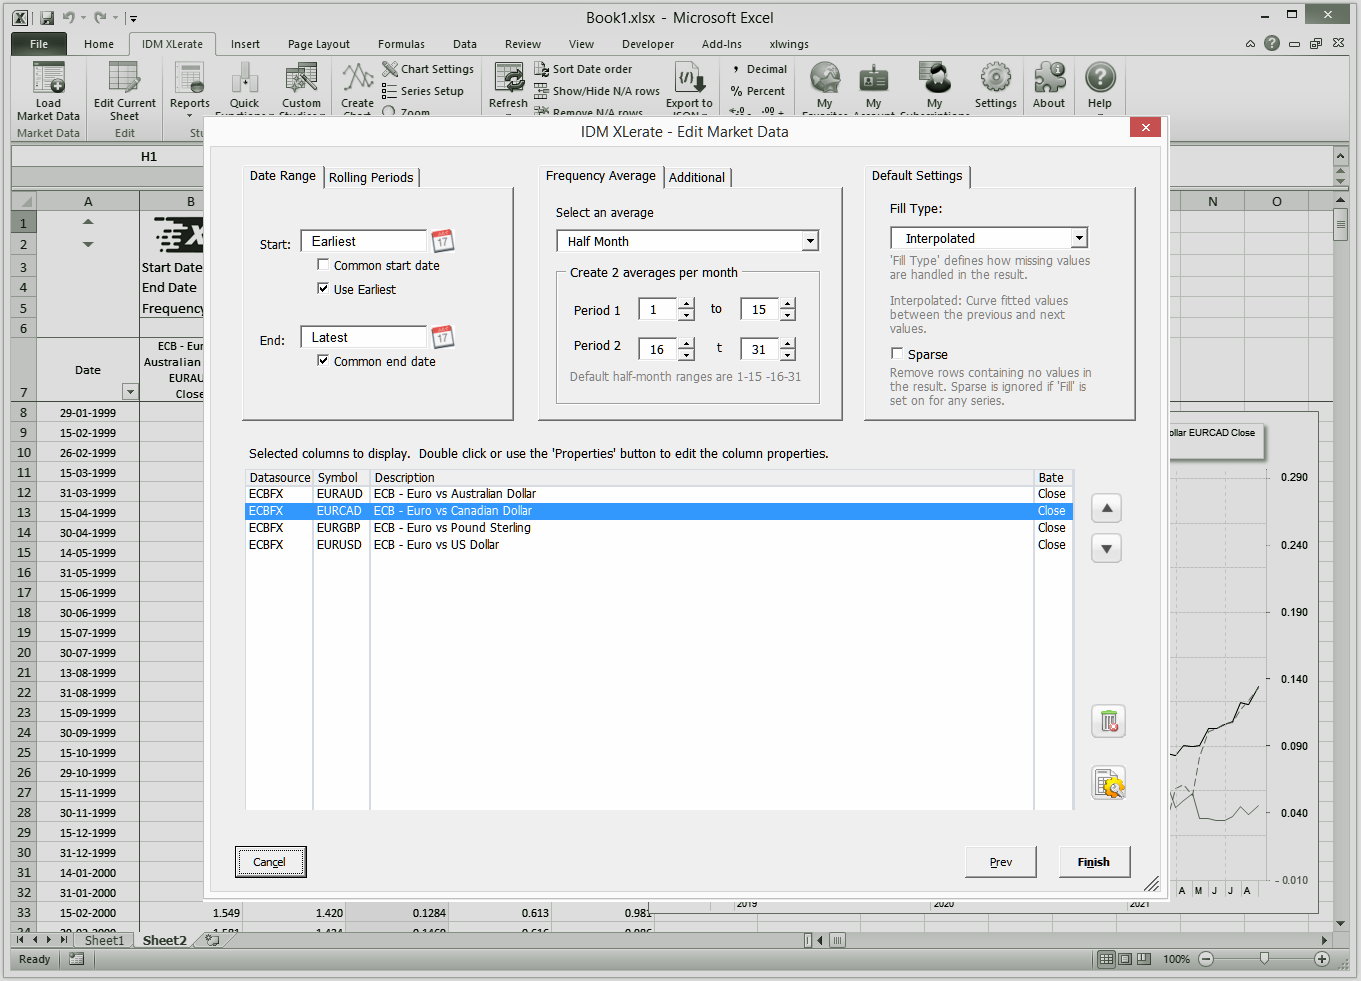 Book1.xlsx - Microsoft Excel
File Home IDM XLerate Insert Page Layout Formulas Data Review View Developer Add-Ins xlwings
Load Market Data
Edit Current Sheet
Reports
Quick
Custom
Create
Chart Settings
Series Setup
Zoom
Refresh
Sort Date order
Show/Hide N/A rows
Remove N/A rows
Export to
Decimal
% Percent
My
My
My
Settings
About
Help
Market Data
Edit
H1
IDM XLerate - Edit Market Data
Date Range
Rolling Periods
Start: Earliest 17
Common start date
Use Earliest
End: Latest 17
Common end date
Frequency Average
Additional
Select an average
Half Month
Create 2 averages per month
Period 1 1 to 15
Period 2 16 t 31
Default half-month ranges are 1-15 -16-31
Default Settings
Fill Type:
Interpolated
'Fill Type' defines how missing values
are handled in the result.
Interpolated: Curve fitted values
between the previous and next
values.
Sparse
Remove rows containing no values in
the result. Sparse is ignored if 'Fill' is
set on for any series.
Selected columns to display. Double click or use the 'Properties' button to edit the column properties.
Datasource Symbol Description Bate
ECBFX EURAUD ECB - Euro vs Australian Dollar Close
ECBFX EURCAD ECB - Euro vs Canadian Dollar Close
ECBFX EURGBP ECB - Euro vs Pound Sterling Close
ECBFX EURUSD ECB - Euro vs US Dollar Close
Cancel
Prev
Finish
A B N O
1
2
3 Start Date
4 End Date
5 Frequency
6
ECB - Eur
Australian
EURAU
Close
7 Date
8 29-01-1999
9 15-02-1999
10 26-02-1999
11 15-03-1999
12 31-03-1999
13 15-04-1999
14 30-04-1999
15 14-05-1999
16 31-05-1999
17 15-06-1999
18 30-06-1999
19 15-07-1999
20 30-07-1999
21 13-08-1999
22 31-08-1999
23 15-09-1999
24 30-09-1999
25 15-10-1999
26 29-10-1999
27 15-11-1999
28 30-11-1999
29 15-12-1999
30 31-12-1999
31 14-01-2000
32 31-01-2000
33 15-02-2000 1.549 1.420 0.1284 0.613 0.981
ollar EURCAD Close
0.290
0.240
0.190
0.140
0.090
0.040
-0.010
A M J J A
2019 2020 2021
Sheet1 Sheet2
Ready
100%